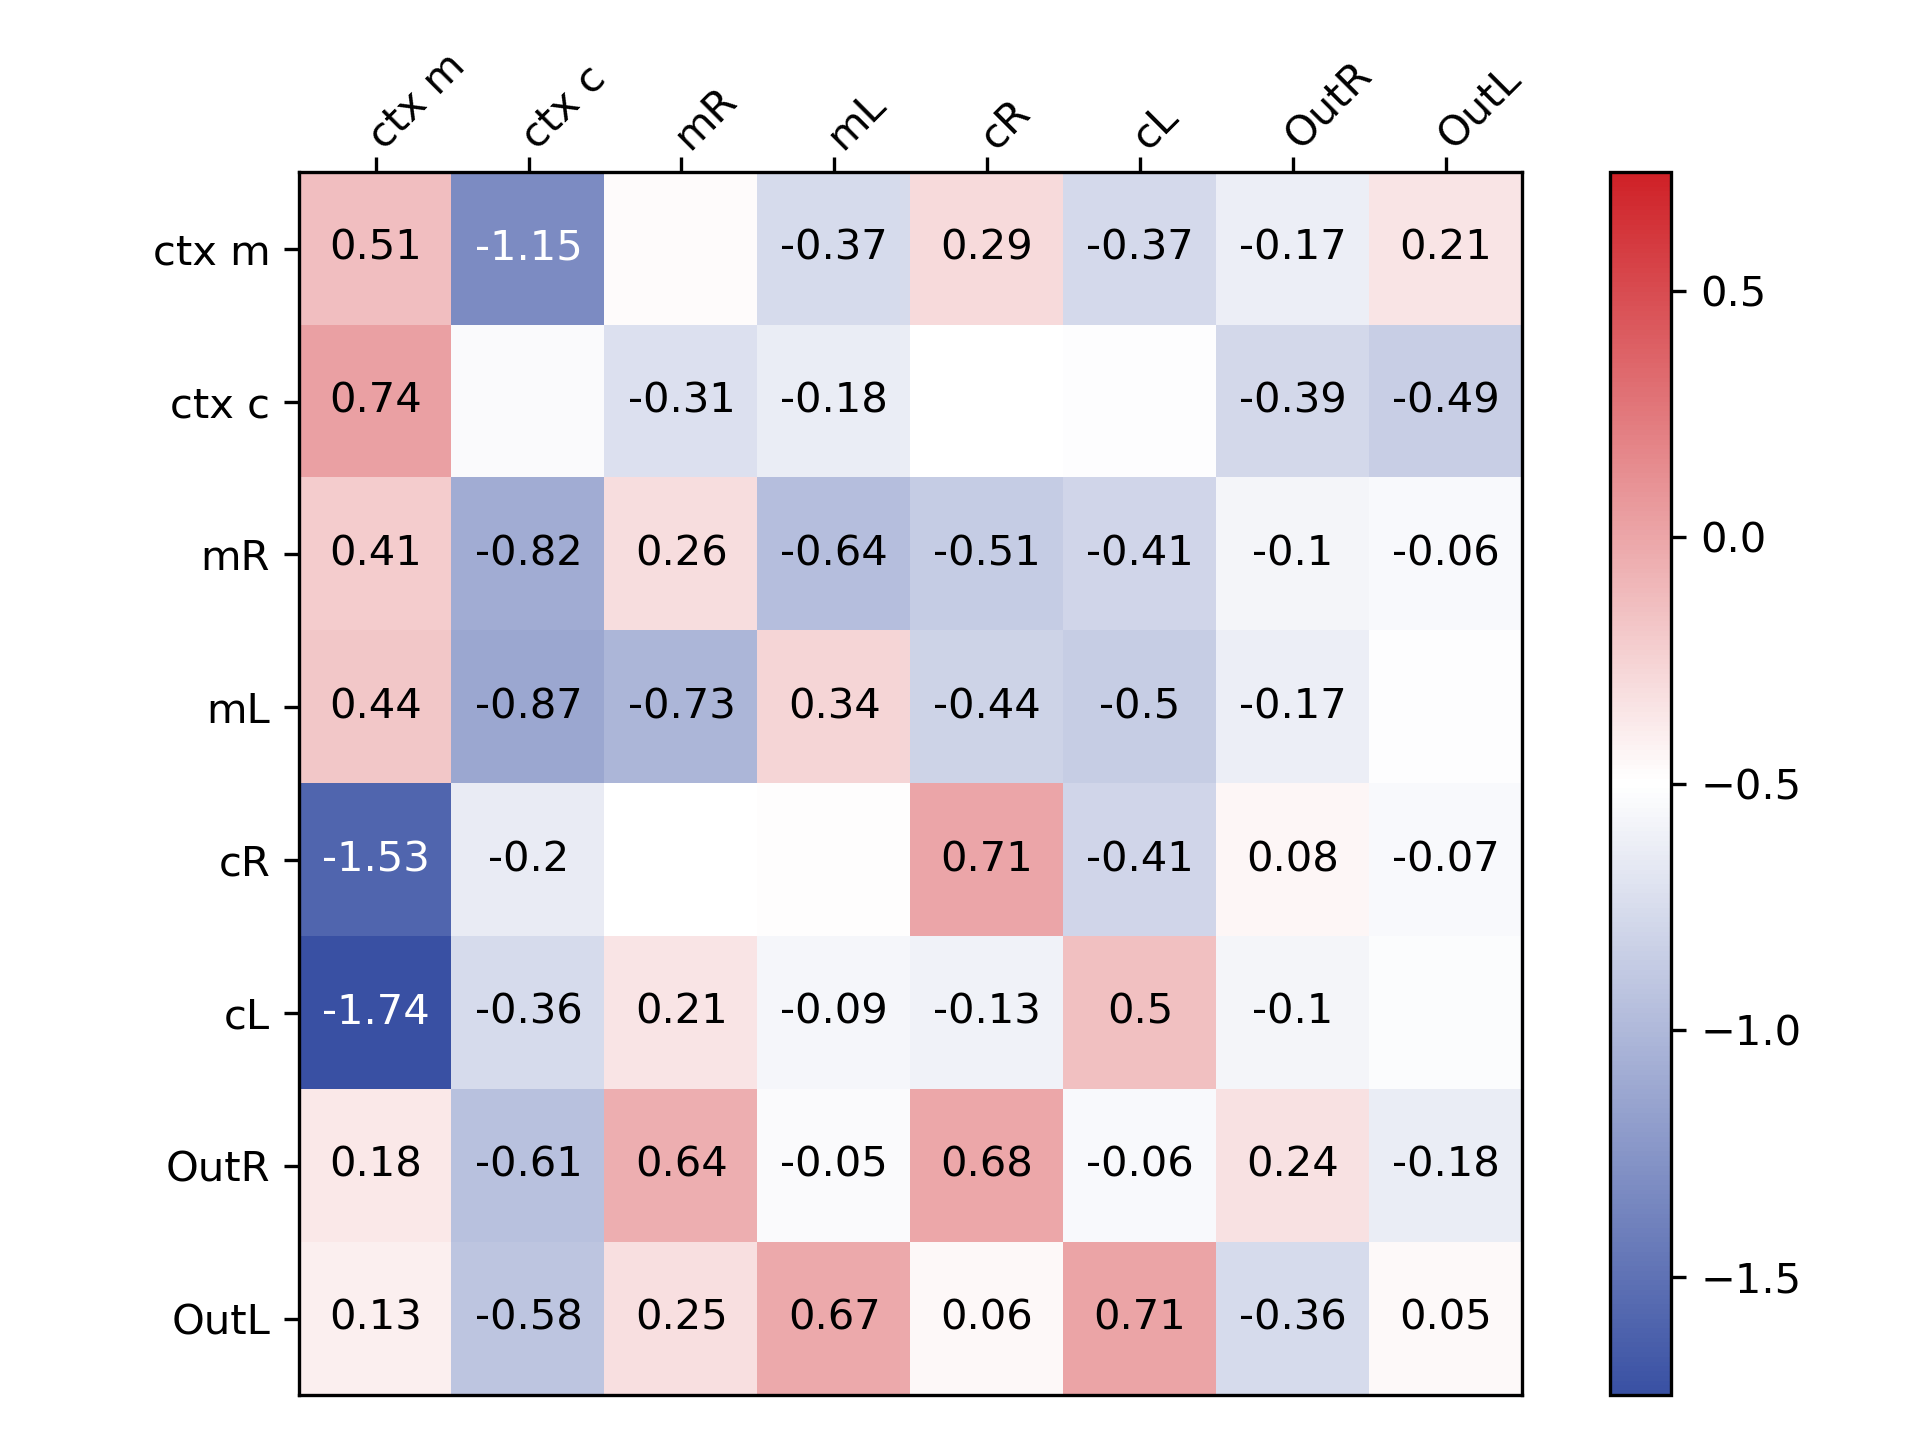 ctx m ctx c mR mL cR cL OutR OutL
ctx m 0.51 -1.15 -0.37 0.29 -0.37 -0.17 0.21
ctx c 0.74 -0.31 -0.18 -0.39 -0.49
mR 0.41 -0.82 0.26 -0.64 -0.51 -0.41 -0.1 -0.06
mL 0.44 -0.87 -0.73 0.34 -0.44 -0.5 -0.17
cR -1.53 -0.2 0.71 -0.41 0.08 -0.07
cL -1.74 -0.36 0.21 -0.09 -0.13 0.5 -0.1
OutR 0.18 -0.61 0.64 -0.05 0.68 -0.06 0.24 -0.18
OutL 0.13 -0.58 0.25 0.67 0.06 0.71 -0.36 0.05
0.5
0.0
−0.5
−1.0
−1.5